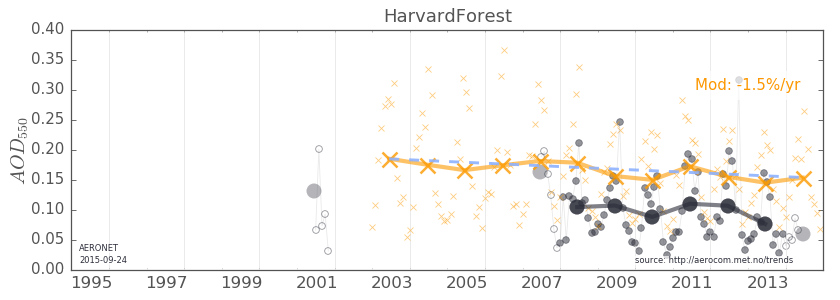 HarvardForest
0.40
0.35
0.30
0.25
0.20
0.15
0.10
0.05
0.00
AOD550
Mod: -1.5%/yr
AERONET
2015-09-24
source: http://aerocom.met.no/trends
1995 1997 1999 2001 2003 2005 2007 2009 2011 2013